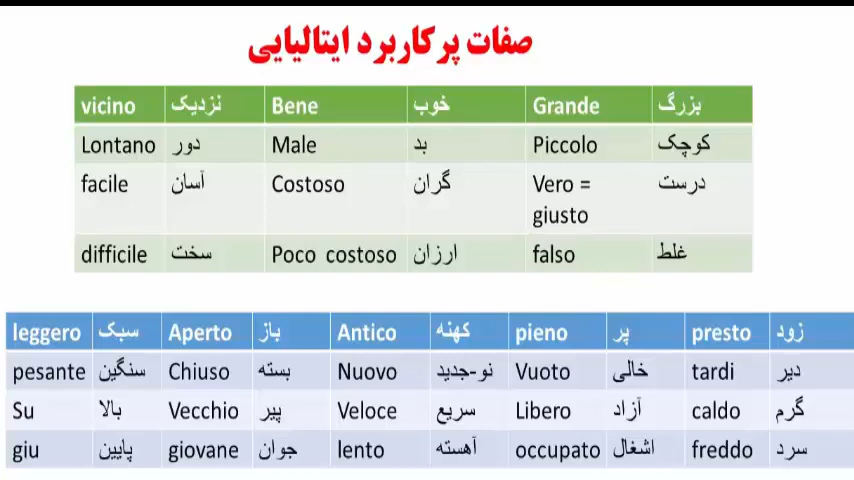 صفات پرکاربرد ایتالیایی
vicino نزدیک Bene خوب Grande بزرگ
Lontano دور Male بد Piccolo کوچک
facile آسان Costoso گران Vero = giusto درست
difficile سخت Poco costoso ارزان falso غلط
leggero سبک Aperto باز Antico کهنه pieno پر presto زود
pesante سنگین Chiuso بسته Nuovo نو-جدید Vuoto خالی tardi دیر
Su بالا Vecchio پیر Veloce سریع Libero آزاد caldo گرم
giu پایین giovane جوان lento آهسته occupato اشغال freddo سرد